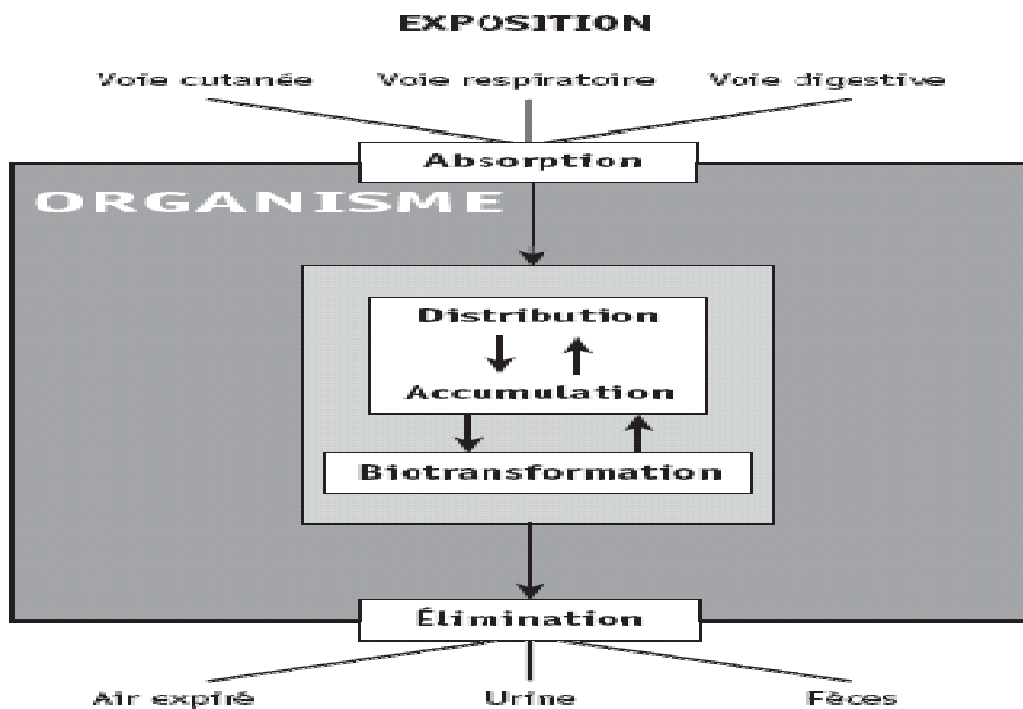 EXPOSITION
Voie cutanée Voie respiratoire Voie digestive
Absorption
ORGANISME
Distribution
Accumulation
Biotransformation
Élimination
Air expiré Urine Fèces